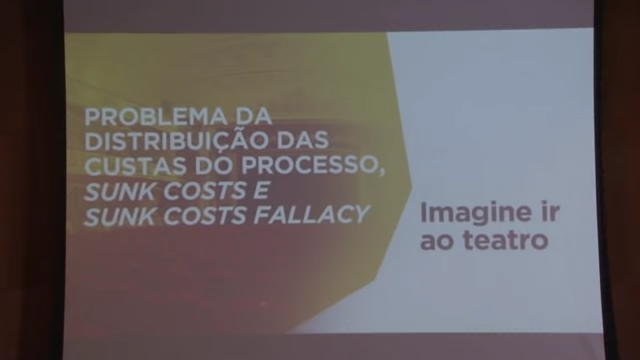 PROBLEMA DA
DISTRIBUIÇÃO DAS
CUSTAS DO PROCESSO,
SUNK COSTS E
SUNK COSTS FALLACY
Imagine ir
ao teatro